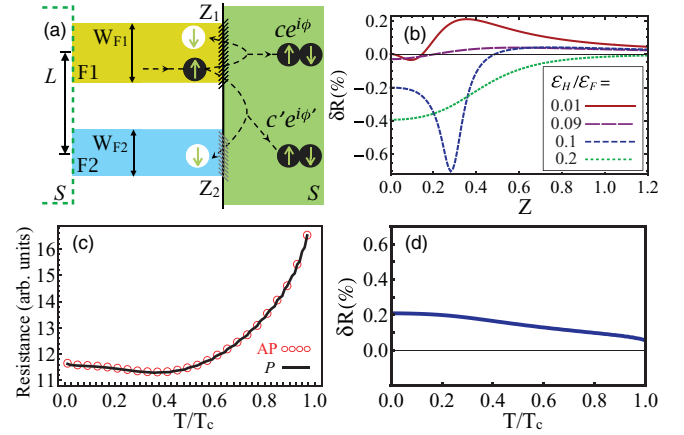 (a)
W_F1
Z_1
ce^{iϕ}
F1
L
c'e^{iϕ'}
W_F2
F2
S
Z_2
S
(b)
δR(%)
0.2
0.0
-0.2
-0.4
-0.6
ℰ_H/ℰ_F =
0.01
0.09
0.1
0.2
0.0 0.2 0.4 0.6 0.8 1.0 1.2
Z
(c)
Resistance (arb. units)
16
15
14
13
12
11
AP
P
0.0 0.2 0.4 0.6 0.8 1.0
T/T_c
(d)
δR(%)
0.6
0.4
0.2
0.0
0.0 0.2 0.4 0.6 0.8 1.0
T/T_c